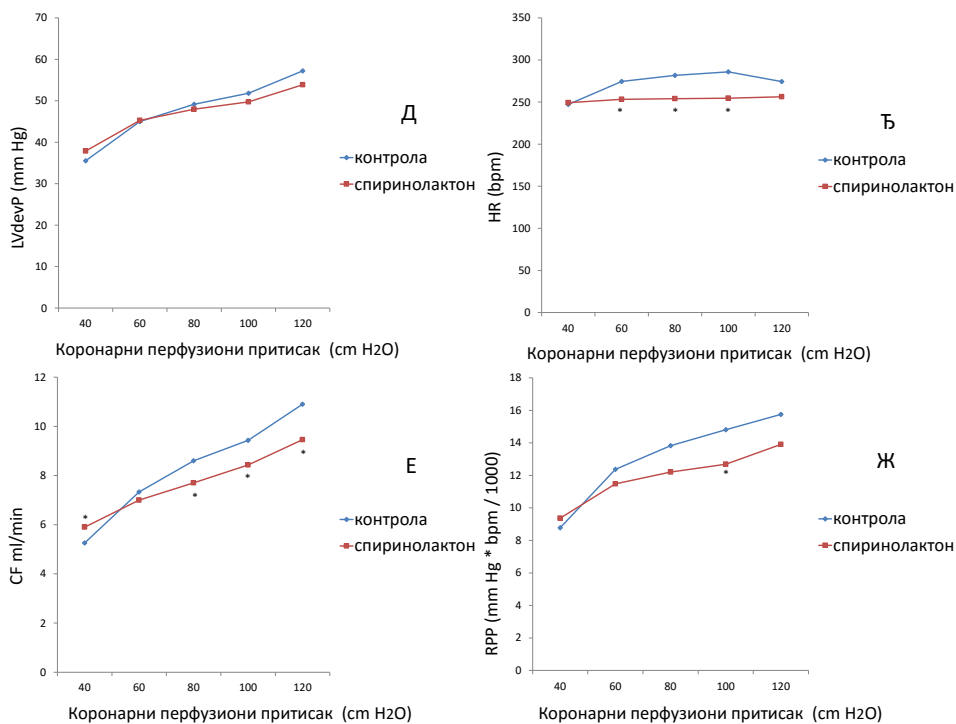 70
60
50
40
30
20
10
0
LVdevP (mm Hg)
40 60 80 100 120
Коронарни перфузиони притисак (cm H2O)
Д
контрола
спиринолактон
350
300
250
200
150
100
50
0
HR (bpm)
* * *
40 60 80 100 120
Коронарни перфузиони притисак (cm H2O)
Ђ
контрола
спиринолактон
12
10
8
6
4
2
0
CF ml/min
* * * *
40 60 80 100 120
Коронарни перфузиони притисак (cm H2O)
Е
контрола
спиринолактон
18
16
14
12
10
8
6
4
2
0
RPP (mm Hg * bpm / 1000)
*
40 60 80 100 120
Коронарни перфузиони притисак (cm H2O)
Ж
контрола
спиринолактон